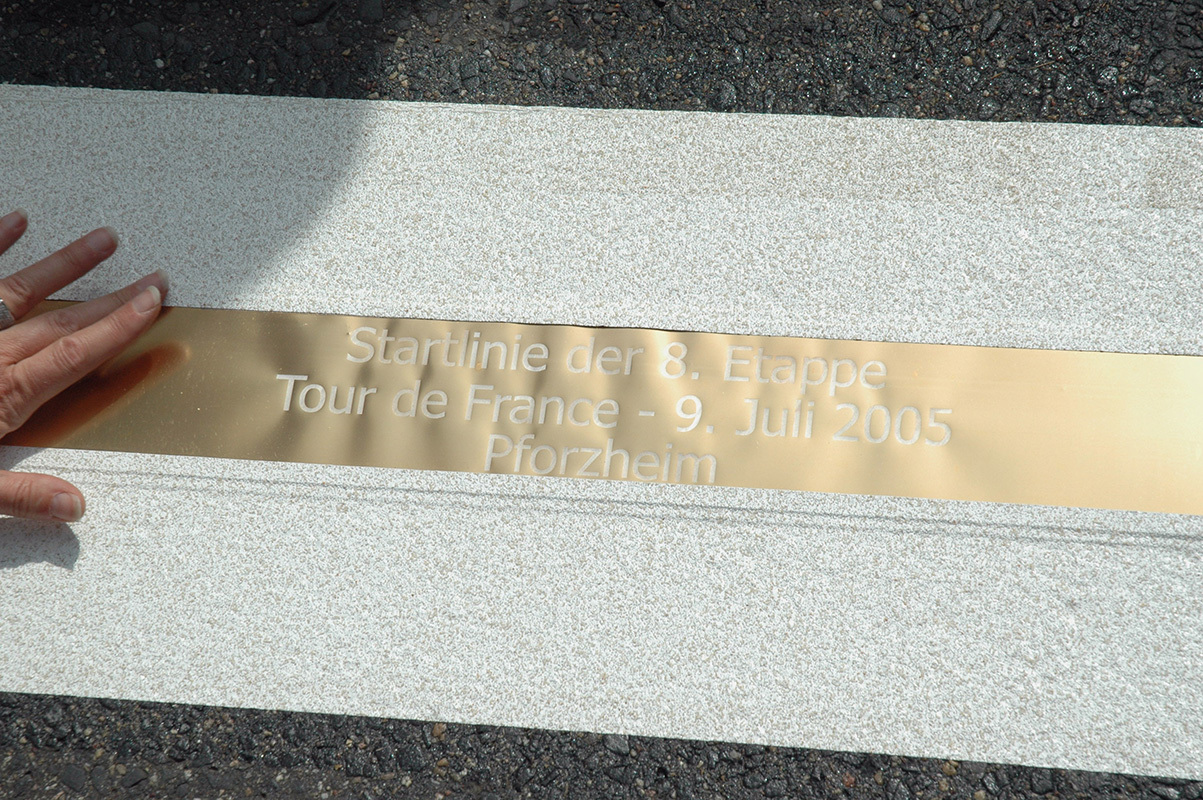 Startlinie der 8. Etappe
Tour de France - 9. Juli 2005
Pforzheim